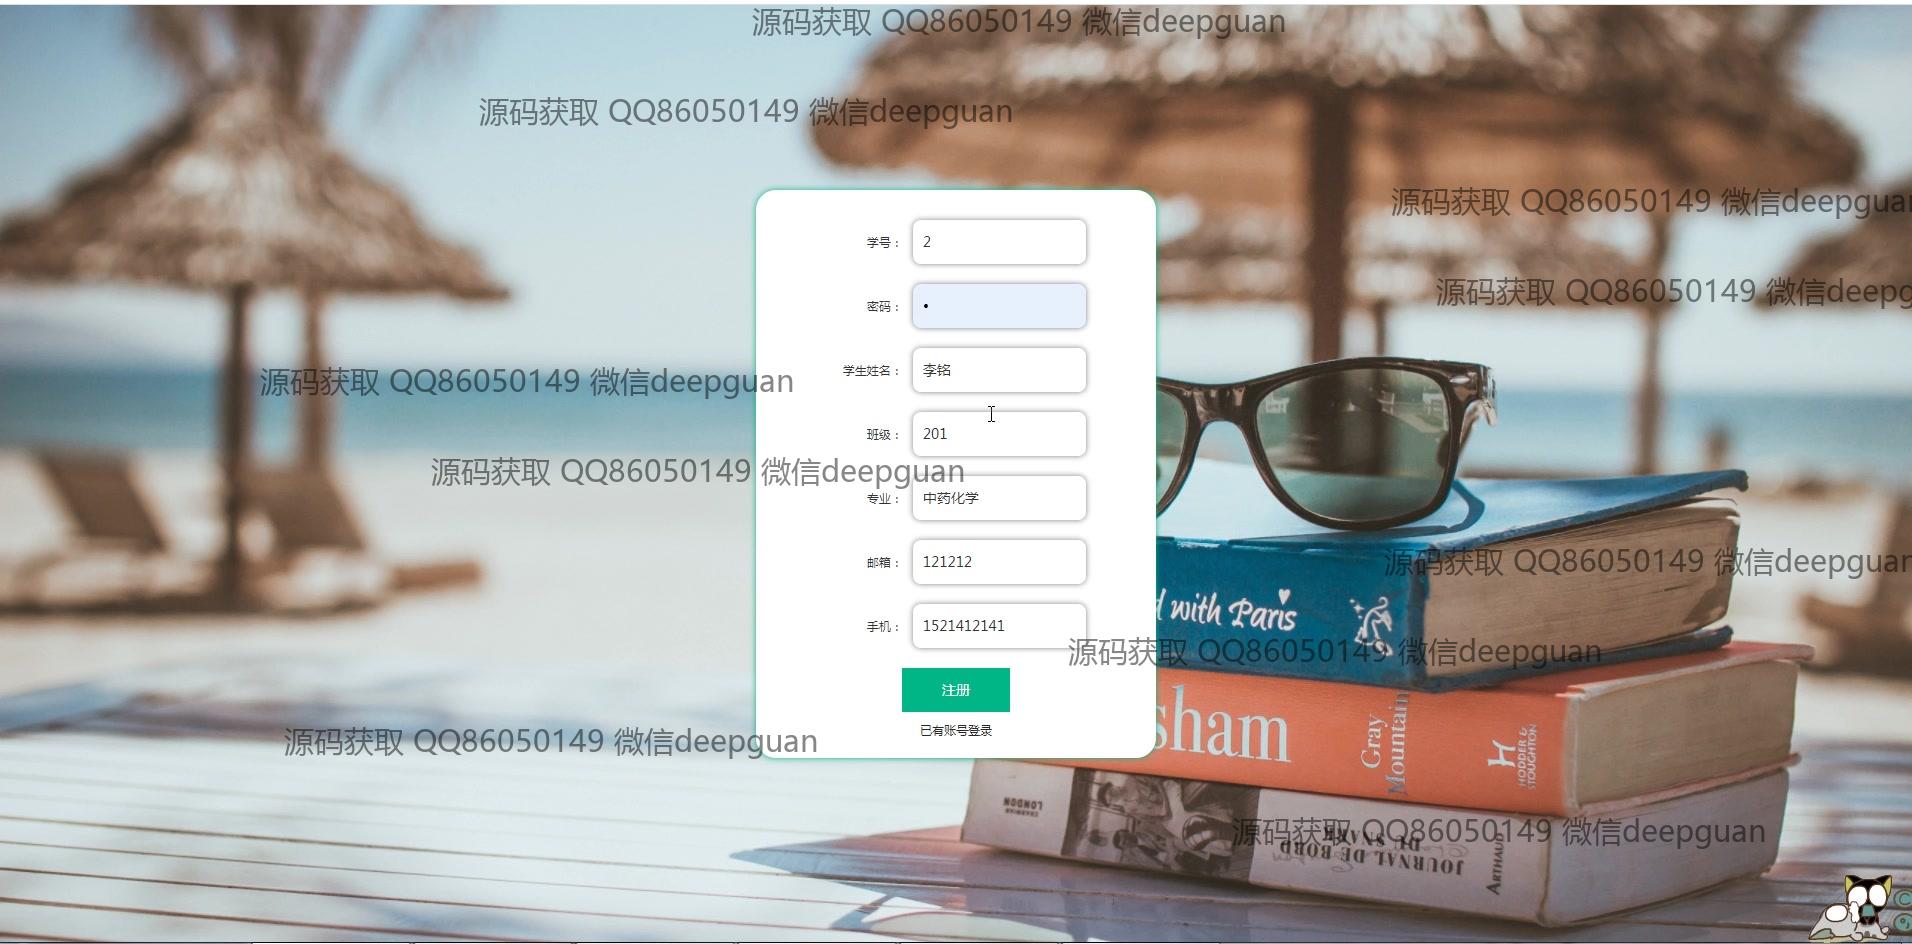 源码获取 QQ86050149 微信deepguan
源码获取 QQ86050149 微信deepguan
源码获取 QQ86050149 微信deepguan
源码获取 QQ86050149 微信deepg
源码获取 QQ86050149 微信deepguan
源码获取 QQ86050149 微信deepguan
源码获取 QQ86050149 微信deepguan
源码获取 QQ86050149 微信deepguan
源码获取 QQ86050149 微信deepguan
源码获取 QQ86050149 微信deepguan
学号： 2
密码： •
学生姓名： 李铭
班级： 201
专业： 中药化学
邮箱： 121212
手机： 1521412141
注册
已有账号登录
d with Paris
sham
Gray
Mountain
HODDER &
STOUGHTON
LONDON
JOURNAL DE BORD
DU SNARK
ARTHAUD